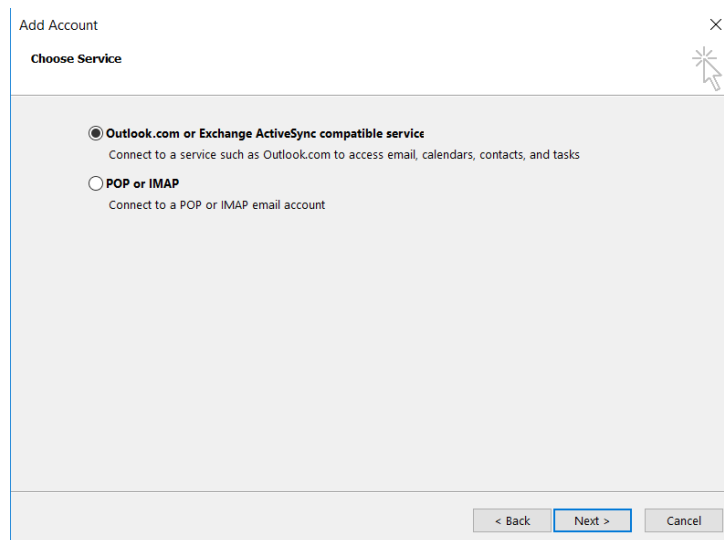 Add Account
Choose Service
Outlook.com or Exchange ActiveSync compatible service
Connect to a service such as Outlook.com to access email, calendars, contacts, and tasks
POP or IMAP
Connect to a POP or IMAP email account
< Back Next > Cancel